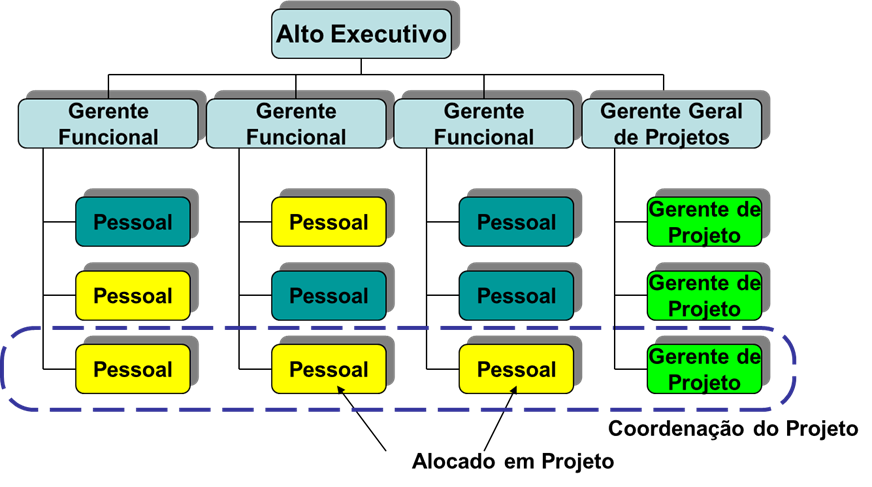 Alto Executivo
Gerente
Funcional
Gerente
Funcional
Gerente
Funcional
Gerente Geral
de Projetos
Pessoal
Pessoal
Pessoal
Gerente de
Projeto
Pessoal
Pessoal
Pessoal
Gerente de
Projeto
Pessoal
Pessoal
Pessoal
Gerente de
Projeto
Coordenação do Projeto
Alocado em Projeto